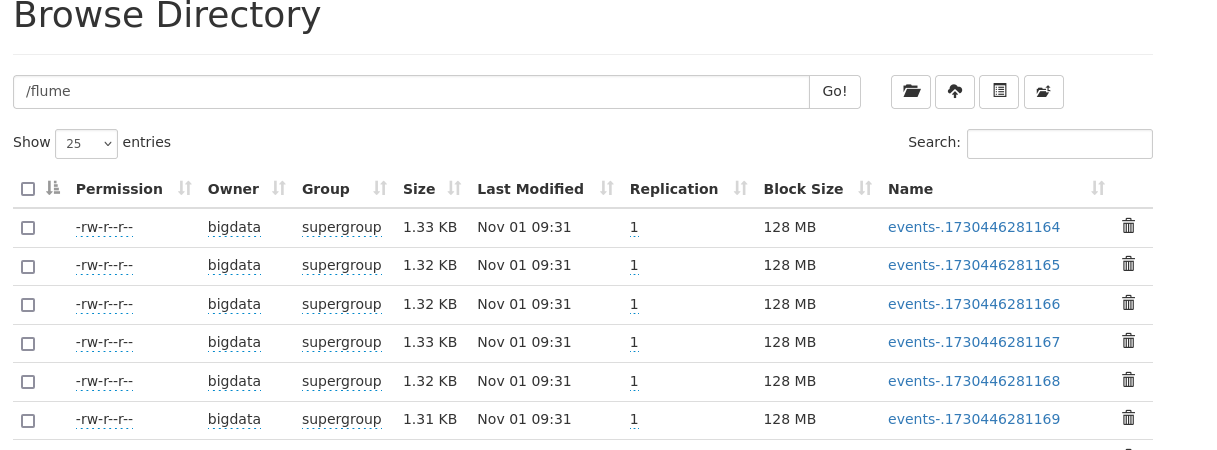 Browse Directory
/flume Go!
Show 25 entries Search:
Permission Owner Group Size Last Modified Replication Block Size Name
-rw-r--r-- bigdata supergroup 1.33 KB Nov 01 09:31 1 128 MB events-.1730446281164
-rw-r--r-- bigdata supergroup 1.32 KB Nov 01 09:31 1 128 MB events-.1730446281165
-rw-r--r-- bigdata supergroup 1.32 KB Nov 01 09:31 1 128 MB events-.1730446281166
-rw-r--r-- bigdata supergroup 1.33 KB Nov 01 09:31 1 128 MB events-.1730446281167
-rw-r--r-- bigdata supergroup 1.32 KB Nov 01 09:31 1 128 MB events-.1730446281168
-rw-r--r-- bigdata supergroup 1.31 KB Nov 01 09:31 1 128 MB events-.1730446281169